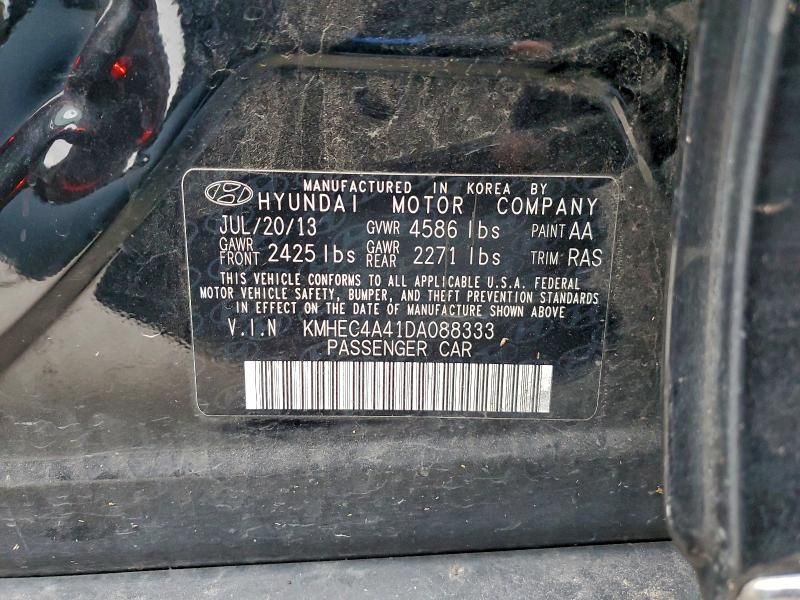 MANUFACTURED IN KOREA BY
HYUNDAI MOTOR COMPANY
JUL/20/13 GVWR 4586 lbs PAINT AA
GAWR FRONT 2425 lbs GAWR REAR 2271 lbs TRIM RAS
THIS VEHICLE CONFORMS TO ALL APPLICABLE U.S.A. FEDERAL
MOTOR VEHICLE SAFETY, BUMPER, AND THEFT PREVENTION STANDARDS
IN EFFECT ON THE DATE OF MANUFACTURE SHOWN ABOVE
V.I.N KMHEC4A41DA088333
PASSENGER CAR